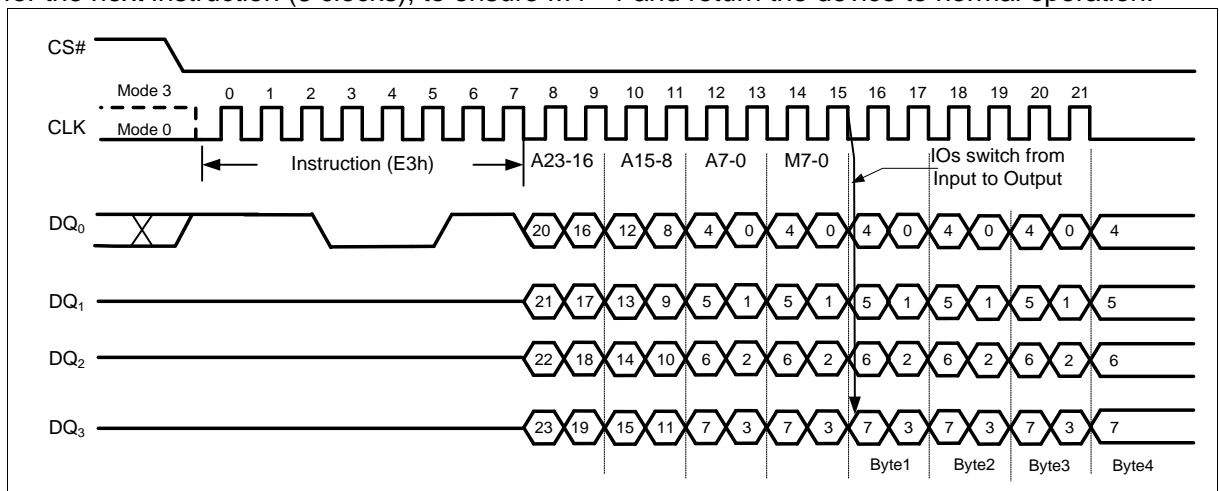 for the next instruction (8 clocks), to ensure M4 = 1 and return the device to normal operation.
CS#
Mode 3
0 1 2 3 4 5 6 7 8 9 10 11 12 13 14 15 16 17 18 19 20 21
CLK
Mode 0
Instruction (E3h)
A23-16 A15-8 A7-0 M7-0
IOs switch from
Input to Output
DQ0
20 16 12 8 4 0 4 0 4 0 4 0 4 0 4
DQ1
21 17 13 9 5 1 5 1 5 1 5 1 5 1 5
DQ2
22 18 14 10 6 2 6 2 6 2 6 2 6 2 6
DQ3
23 19 15 11 7 3 7 3 7 3 7 3 7 3 7
Byte1 Byte2 Byte3 Byte4